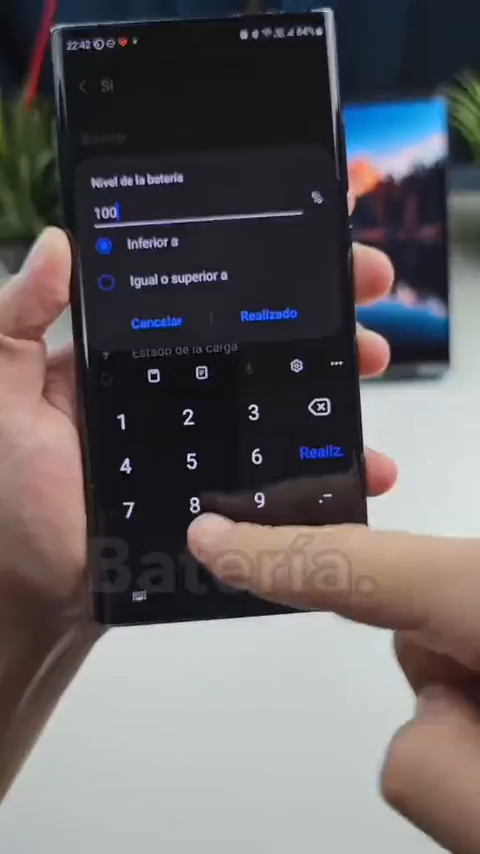 22:42
84%
Si
Buscar
Nivel de la batería
100
%
Inferior a
Igual o superior a
Cancelar
Realizado
Estado de la carga
1 2 3
4 5 6 Realiz.
7 8 9 .-
Batería.